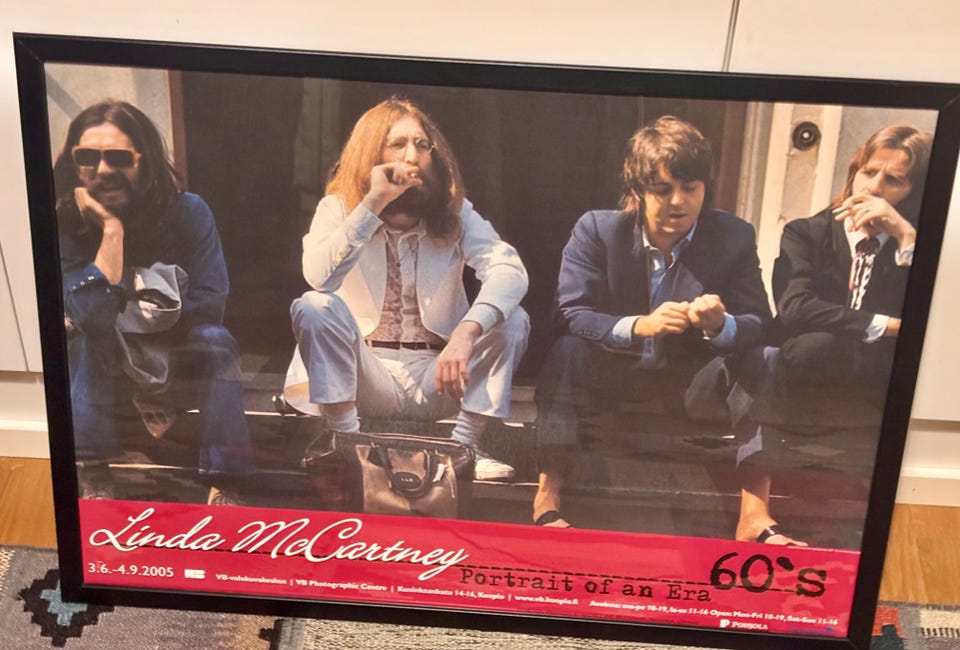 Linda McCartney
Portrait of an Era 60's
3.6.-4.9.2005
VB-valokuvakeskus | VB Photographic Centre | Kuninkaankatu 14-16, Kuopio | www.vb.kuopio.fi
Avoinna: ma-pe 10-19, la-su 11-16 Open: Mon-Fri 10-19, Sat-Sun 11-16
POHJOLA